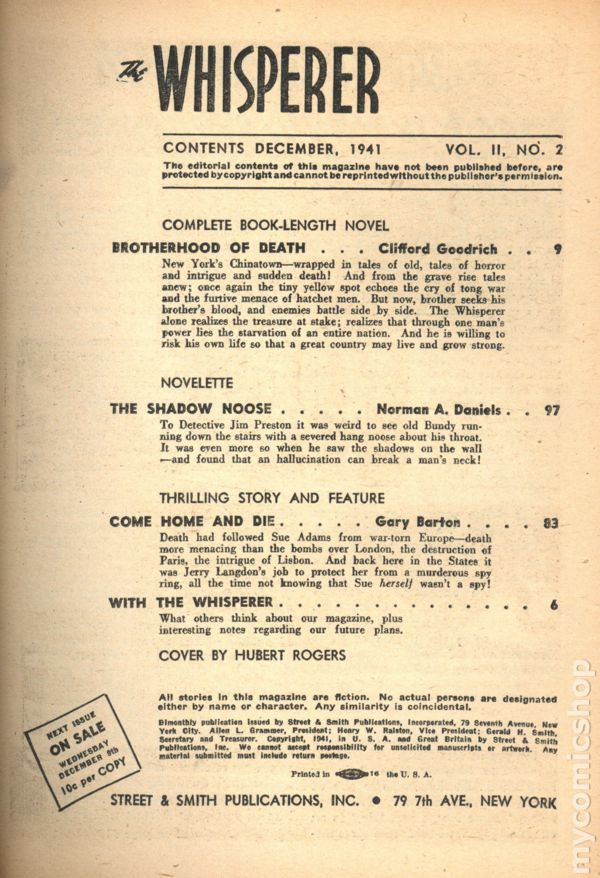 The WHISPERER
CONTENTS DECEMBER, 1941 VOL. II, NO. 2
The editorial contents of this magazine have not been published before, are
protected by copyright and cannot be reprinted without the publisher's permission.
COMPLETE BOOK-LENGTH NOVEL
BROTHERHOOD OF DEATH . . . Clifford Goodrich . . 9
New York's Chinatown—wrapped in tales of old, tales of horror
and intrigue and sudden death! And from the grave rise tales
anew; once again the tiny yellow spot echoes the cry of tong war
and the furtive menace of hatchet men. But now, brother seeks his
brother's blood, and enemies battle side by side. The Whisperer
alone realizes the treasure at stake; realizes that through one man's
power lies the starvation of an entire nation. And he is willing to
risk his own life so that a great country may live and grow strong.
NOVELETTE
THE SHADOW NOOSE . . . . . Norman A. Daniels . . 97
To Detective Jim Preston it was weird to see old Bundy run-
ning down the stairs with a severed hang noose about his throat.
It was even more so when he saw the shadows on the wall
—and found that an hallucination can break a man's neck!
THRILLING STORY AND FEATURE
COME HOME AND DIE . . . . . Gary Barton . . . . 83
Death had followed Sue Adams from war-torn Europe—death
more menacing than the bombs over London, the destruction of
Paris, the intrigue of Lisbon. And back here in the States it
was Jerry Langdon's job to protect her from a murderous spy
ring, all the time not knowing that Sue herself wasn't a spy!
WITH THE WHISPERER . . . . . . . . . . . . . . . 6
What others think about our magazine, plus
interesting notes regarding our future plans.
COVER BY HUBERT ROGERS
All stories in this magazine are fiction. No actual persons are designated
either by name or character. Any similarity is coincidental.
Bimonthly publication issued by Street & Smith Publications, Incorporated, 79 Seventh Avenue, New
York City. Allen L. Grammer, President; Henry W. Ralston, Vice President; Gerald H. Smith,
Secretary and Treasurer. Copyright, 1941, in U. S. A. and Great Britain by Street & Smith
Publications, Inc. We cannot accept responsibility for unsolicited manuscripts or artwork. Any
material submitted must include return postage.
NEXT ISSUE
ON SALE
WEDNESDAY
DECEMBER
10c per COPY
Printed in 16 the U. S. A.
STREET & SMITH PUBLICATIONS, INC. • 79 7th AVE., NEW YORK
mycomicshop